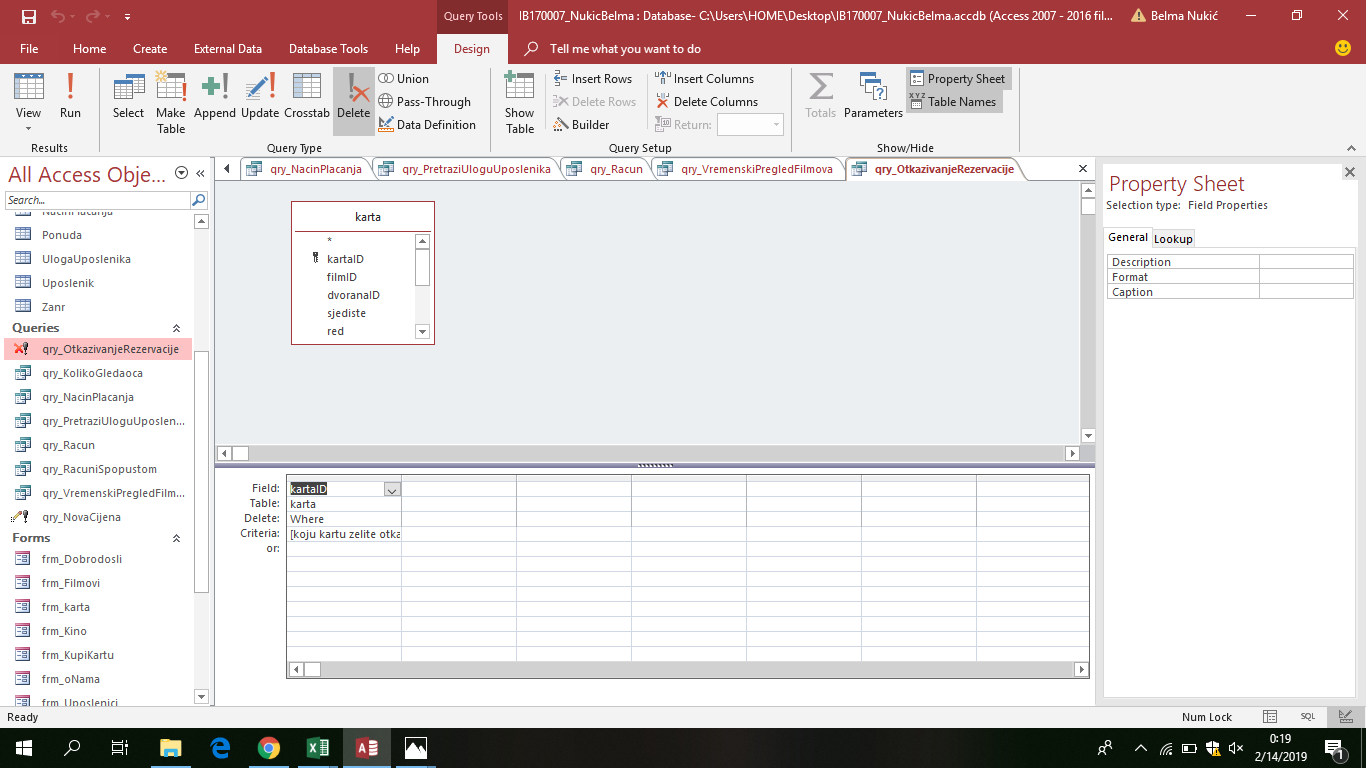 Query Tools
IB170007_NukicBelma : Database- C:\Users\HOME\Desktop\IB170007_NukicBelma.accdb (Access 2007 - 2016 fil...
Belma Nukić
File Home Create External Data Database Tools Help Design Tell me what you want to do
View Run Select Make Table Append Update Crosstab Delete
Union
Pass-Through
Data Definition
Show Table
Insert Rows
Delete Rows
Builder
Insert Columns
Delete Columns
Return:
Totals Parameters
Property Sheet
Table Names
Results Query Type Query Setup Show/Hide
All Access Obje...
Search...
NacinPlacanja
Ponuda
UlogaUposlenika
Uposlenik
Zanr
Queries
qry_OtkazivanjeRezervacije
qry_KolikoGledaoca
qry_NacinPlacanja
qry_PretraziUloguUposlen...
qry_Racun
qry_RacuniSpopustom
qry_VremenskiPregledFilm...
qry_NovaCijena
Forms
frm_Dobrodosli
frm_Filmovi
frm_karta
frm_Kino
frm_KupiKartu
frm_oNama
frm_Uposlenici
qry_NacinPlacanja qry_PretraziUloguUposlenika qry_Racun qry_VremenskiPregledFilmova qry_OtkazivanjeRezervacije
karta
*
kartaID
filmID
dvoranaID
sjediste
red
Field: kartaID
Table: karta
Delete: Where
Criteria: [koju kartu zelite otka
or:
Property Sheet
Selection type: Field Properties
General Lookup
Description
Format
Caption
Ready
Num Lock SQL
0:19
2/14/2019
1